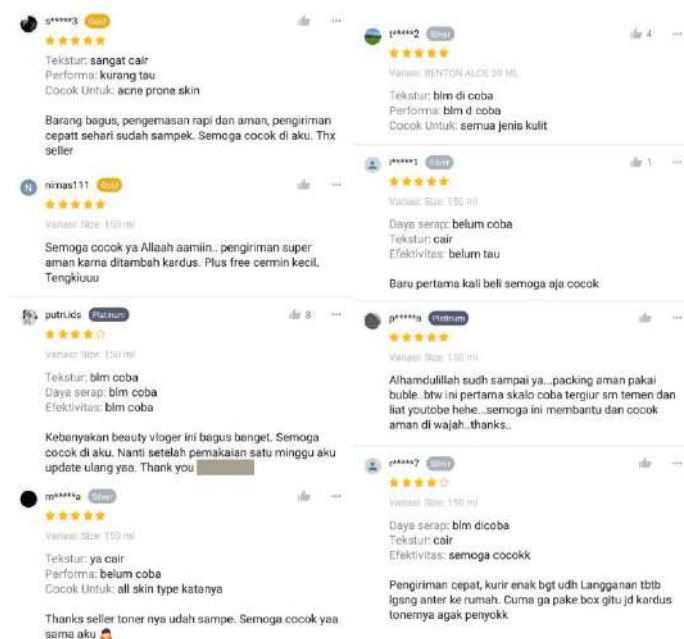 s*****3 Gold
Tekstur: sangat cair
Performa: kurang tau
Cocok Untuk: acne prone skin
Barang bagus, pengemasan rapi dan aman, pengiriman
cepatt sehari sudah sampek. Semoga cocok di aku. Thx
seller
N nimas111 Gold
Variasi: Size: 150 ml
Semoga cocok ya Allaah aamiin.. pengiriman super
aman karna ditambah kardus. Plus free cermin kecil.
Tengkiuuu
putri.ids Platinum 8
Variasi: Size: 150 ml
Tekstur: blm coba
Daya serap: blm coba
Efektivitas: blm coba
Kebanyakan beauty vloger ini bagus banget. Semoga
cocok di aku. Nanti setelah pemakaian satu minggu aku
update ulang yaa. Thank you
m*****a Silver
Variasi: Size: 150 ml
Tekstur: ya cair
Performa: belum coba
Cocok Untuk: all skin type katanya
Thanks seller toner nya udah sampe. Semoga cocok yaa
sama aku
t*****2 Silver 4
Variasi: BENTON ALOE 30 ML
Tekstur: blm di coba
Performa: blm d coba
Cocok Untuk: semua jenis kulit
Silver 1
Variasi: Size: 150 ml
Daya serap: belum coba
Tekstur: cair
Efektivitas: belum tau
Baru pertama kali beli semoga aja cocok
p*****a Platinum
Variasi: Size: 150 ml
Alhamdulillah sudh sampai ya...packing aman pakai
buble..btw ini pertama skalo coba tergiur sm temen dan
liat youtobe hehe...semoga ini membantu dan cocok
aman di wajah..thanks..
r*****7 Silver
Variasi: Size: 150 ml
Daya serap: blm dicoba
Tekstur: cair
Efektivitas: semoga cocokk
Pengiriman cepat, kurir enak bgt udh Langganan tbtb
lgsng anter ke rumah. Cuma ga pake box gitu jd kardus
tonernya agak penyokk